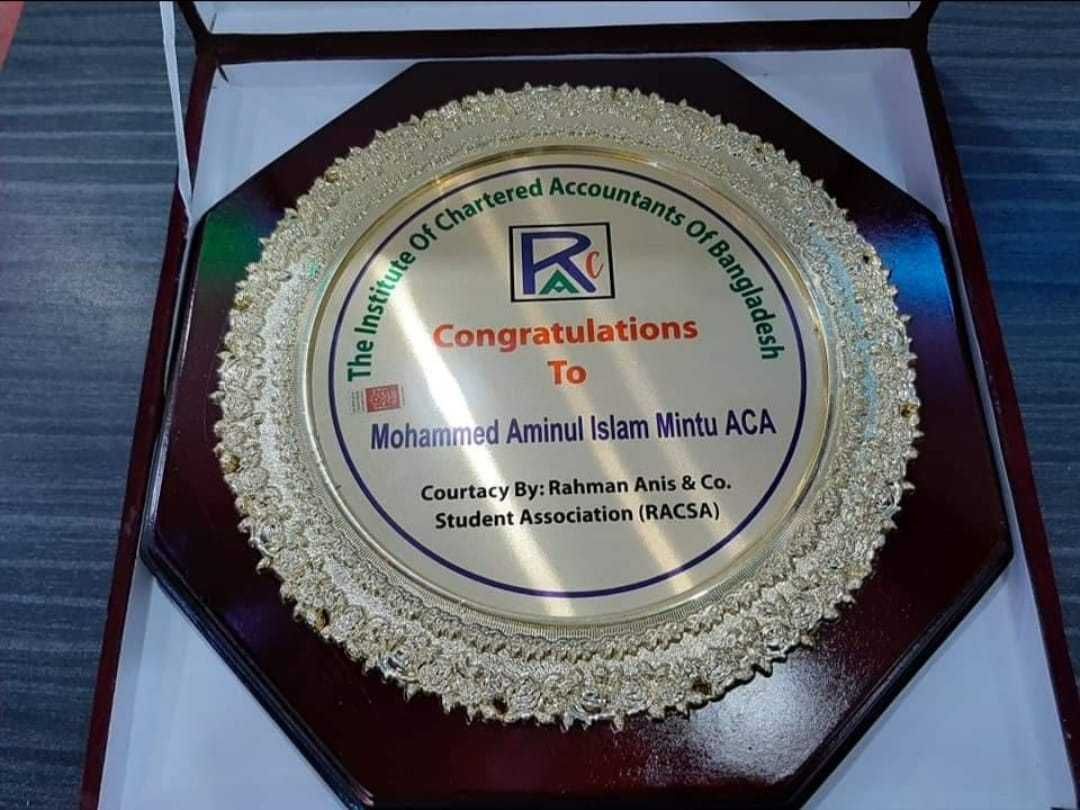 The Institute Of Chartered Accountants Of Bangladesh
RAC
Congratulations
To
Mohammed Aminul Islam Mintu ACA
Courtacy By: Rahman Anis & Co.
Student Association (RACSA)